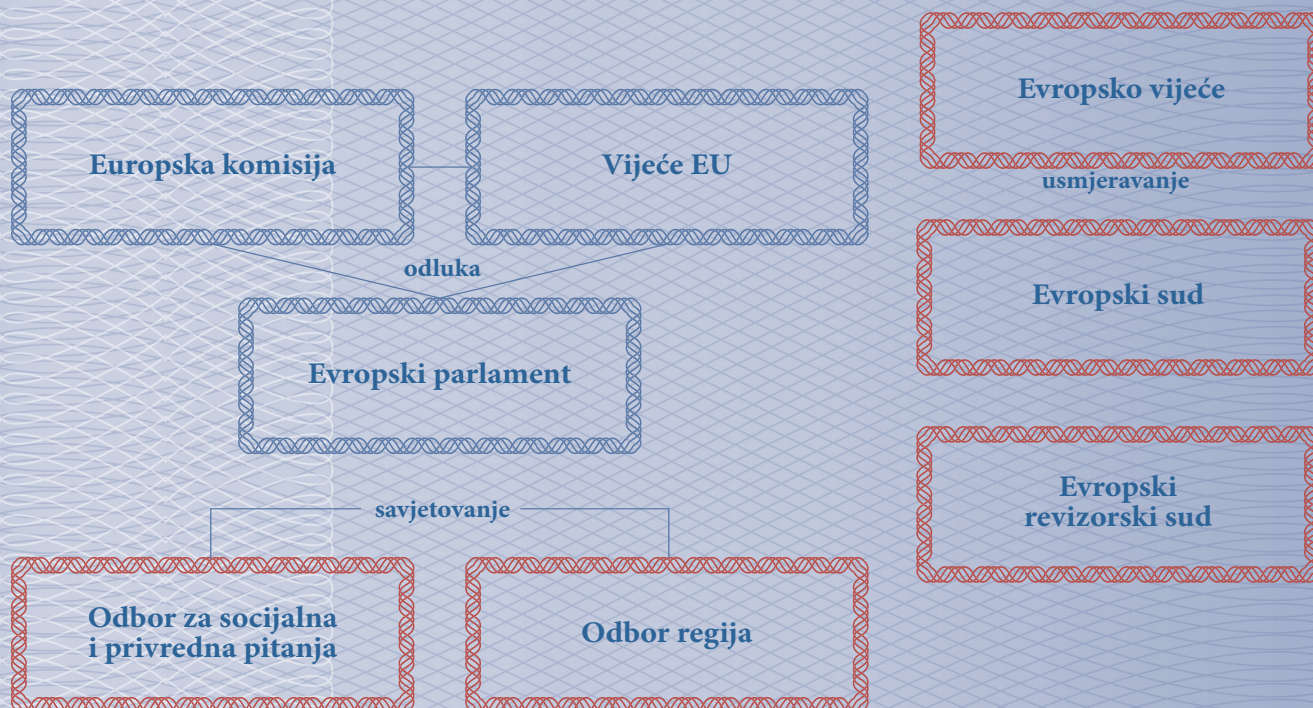 Europska komisija
Vijeće EU
odluka
Evropski parlament
savjetovanje
Odbor za socijalna
i privredna pitanja
Odbor regija
Evropsko vijeće
usmjeravanje
Evropski sud
Evropski
revizorski sud